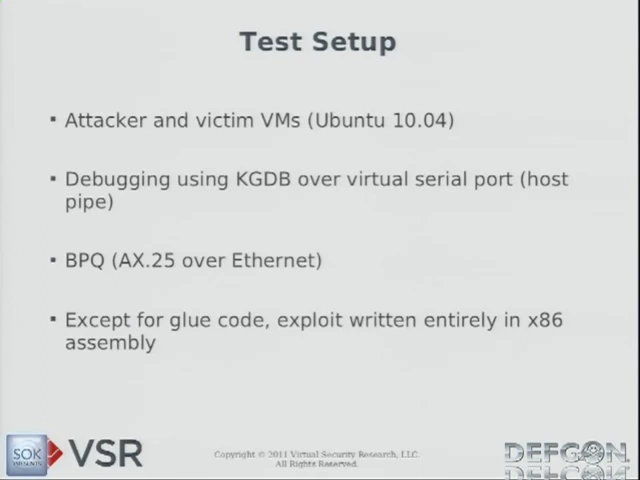 Test Setup
▪ Attacker and victim VMs (Ubuntu 10.04)
▪ Debugging using KGDB over virtual serial port (host
pipe)
▪ BPQ (AX.25 over Ethernet)
▪ Except for glue code, exploit written entirely in x86
assembly
SOK
PRESENTS
VSR
Copyright © 2011 Virtual Security Research, LLC.
All Rights Reserved.
DEFCON